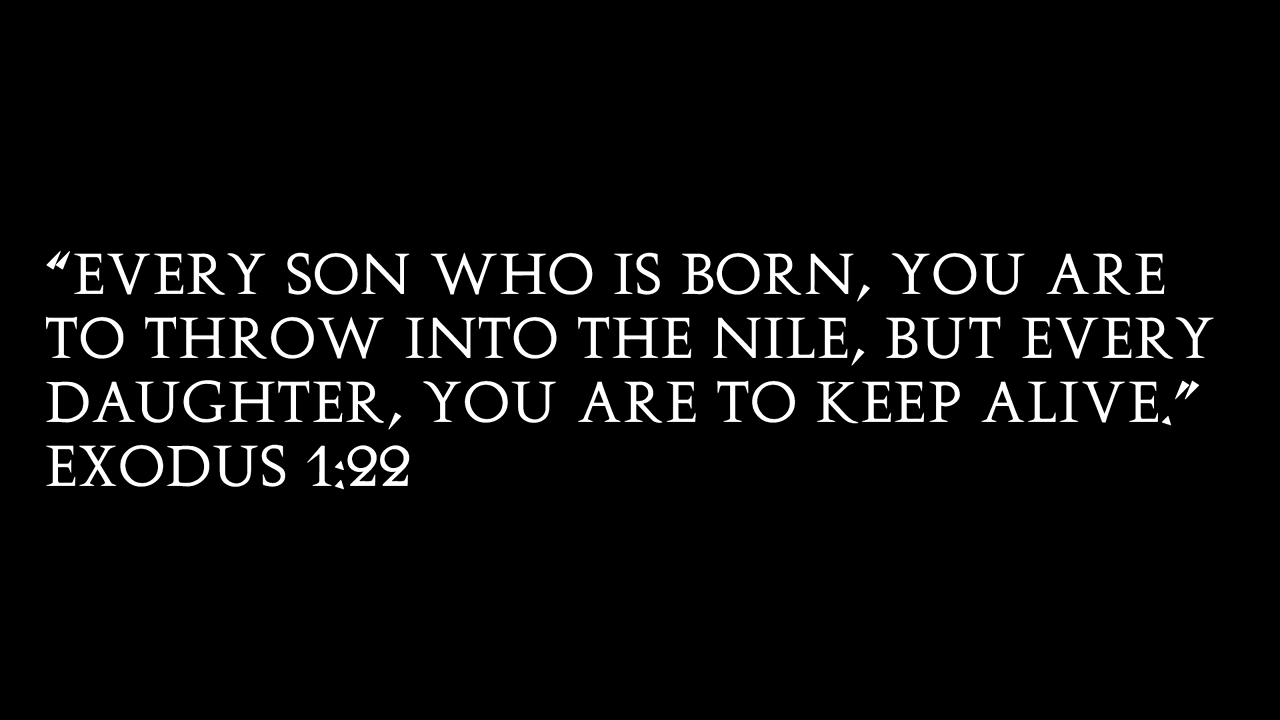 “EVERY SON WHO IS BORN, YOU ARE
TO THROW INTO THE NILE, BUT EVERY
DAUGHTER, YOU ARE TO KEEP ALIVE.”
EXODUS 1:22